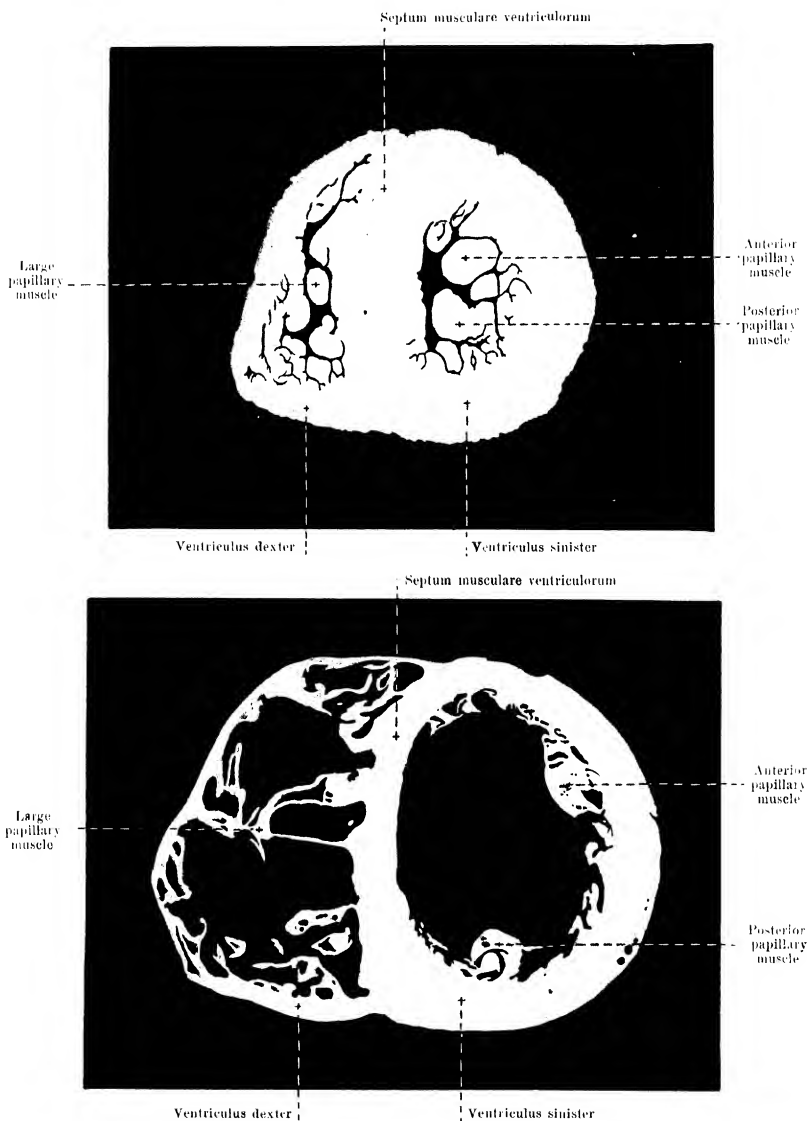 Septum musculare ventriculorum
Large
papillary
muscle
Anterior
papillary
muscle
Posterior
papillary
muscle
Ventriculus dexter
Ventriculus sinister
Septum musculare ventriculorum
Anterior
papillary
muscle
Large
papillary
muscle
Posterior
papillary
muscle
Ventriculus dexter
Ventriculus sinister